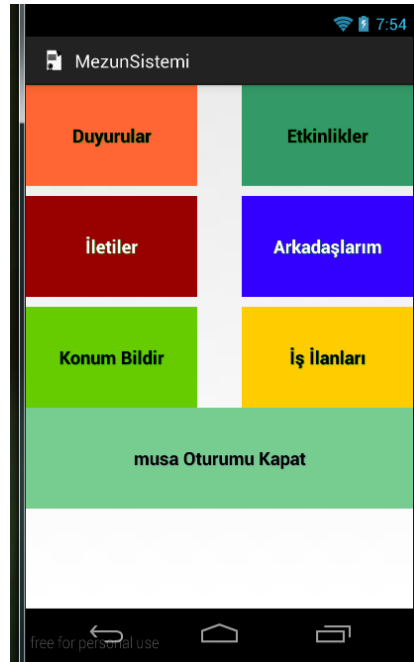 7:54
MezunSistemi
Duyurular
Etkinlikler
İletiler
Arkadaşlarım
Konum Bildir
İş İlanları
musa Oturumu Kapat
free for personal use